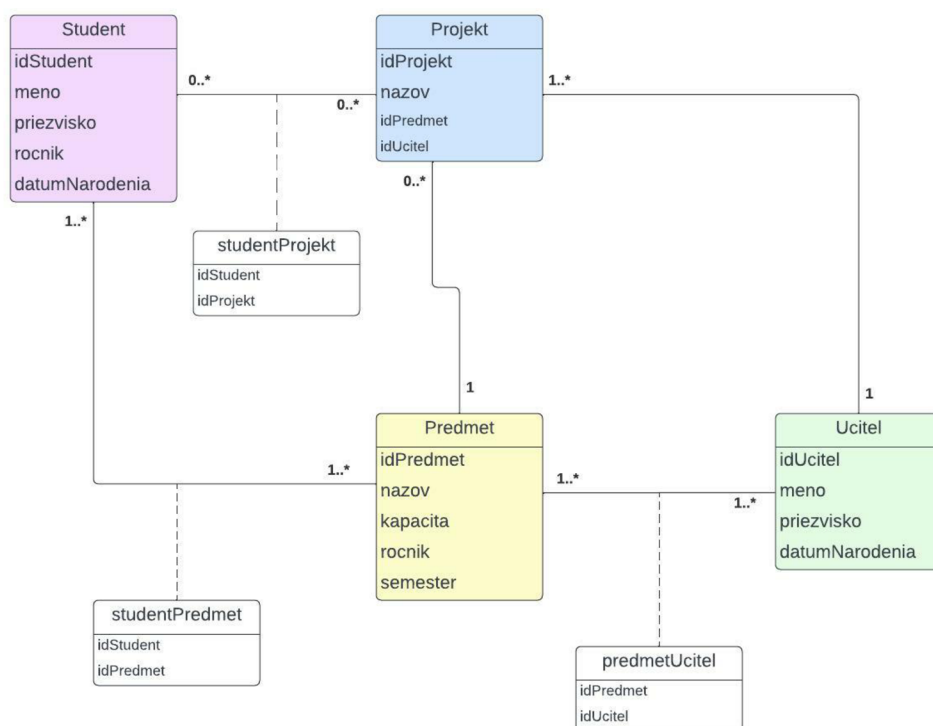 Student
idStudent
meno
priezvisko
rocnik
datumNarodenia
Projekt
idProjekt
nazov
idPredmet
idUcitel
0..*
0..*
1..*
1..*
0..*
studentProjekt
idStudent
idProjekt
1
1
Predmet
idPredmet
nazov
kapacita
rocnik
semester
Ucitel
idUcitel
meno
priezvisko
datumNarodenia
1..*
1..*
1..*
studentPredmet
idStudent
idPredmet
predmetUcitel
idPredmet
idUcitel